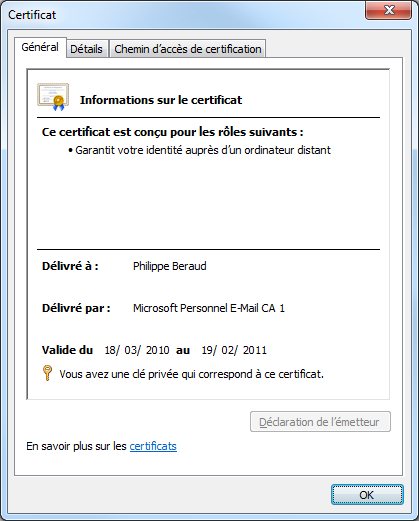 Certificat
Général Détails Chemin d'accès de certification
Informations sur le certificat
Ce certificat est conçu pour les rôles suivants :
• Garantit votre identité auprès d'un ordinateur distant
Délivré à : Philippe Beraud
Délivré par : Microsoft Personnel E-Mail CA 1
Valide du 18/ 03/ 2010 au 19/ 02/ 2011
Vous avez une clé privée qui correspond à ce certificat.
Déclaration de l'émetteur
En savoir plus sur les certificats
OK